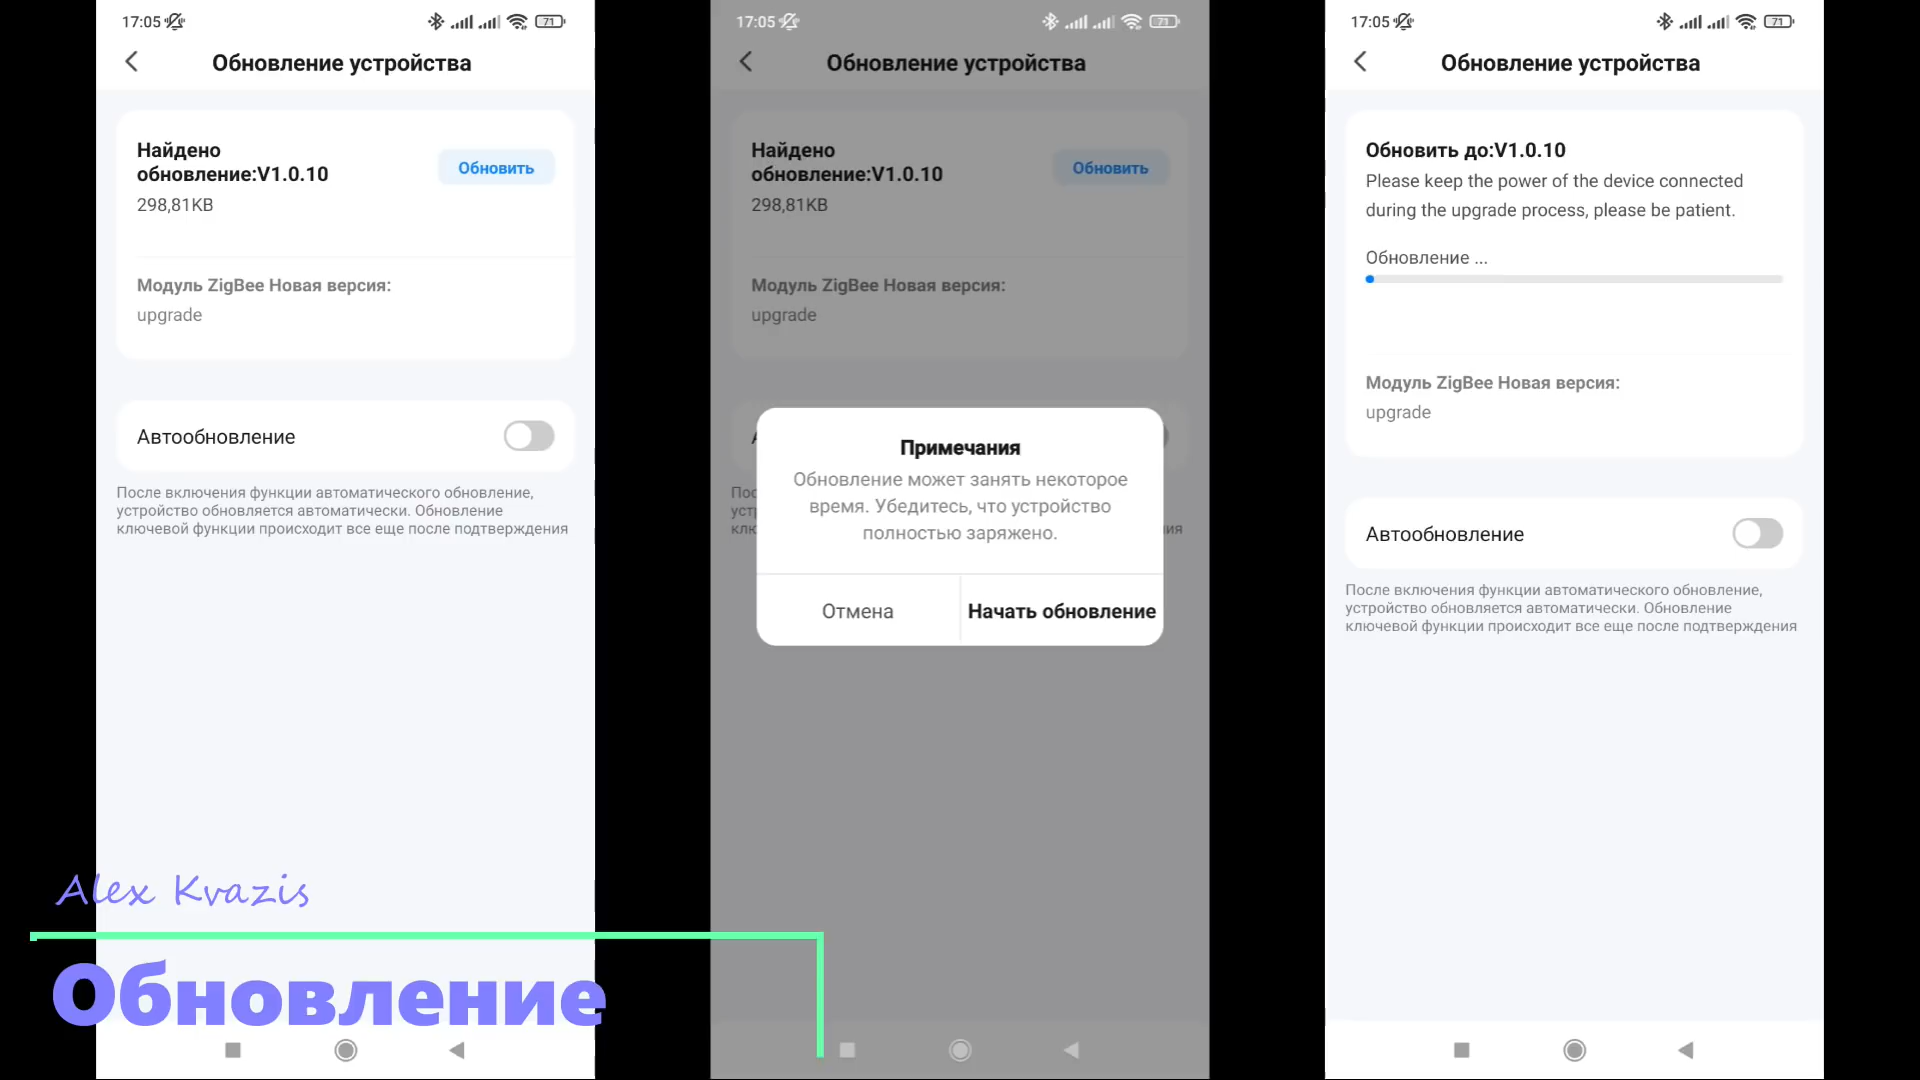 17:05
71
Обновление устройства
Найдено
обновление:V1.0.10
Обновить
298,81KB
Модуль ZigBee Новая версия:
upgrade
Автообновление
После включения функции автоматического обновление,
устройство обновляется автоматически. Обновление
ключевой функции происходит все еще после подтверждения
17:05
71
Обновление устройства
Найдено
обновление:V1.0.10
Обновить
298,81KB
Модуль ZigBee Новая версия:
upgrade
Примечания
Обновление может занять некоторое
время. Убедитесь, что устройство
полностью заряжено.
Отмена
Начать обновление
17:05
71
Обновление устройства
Обновить до:V1.0.10
Please keep the power of the device connected
during the upgrade process, please be patient.
Обновление ...
Модуль ZigBee Новая версия:
upgrade
Автообновление
После включения функции автоматического обновление,
устройство обновляется автоматически. Обновление
ключевой функции происходит все еще после подтверждения
Alex Kvazis
Обновление